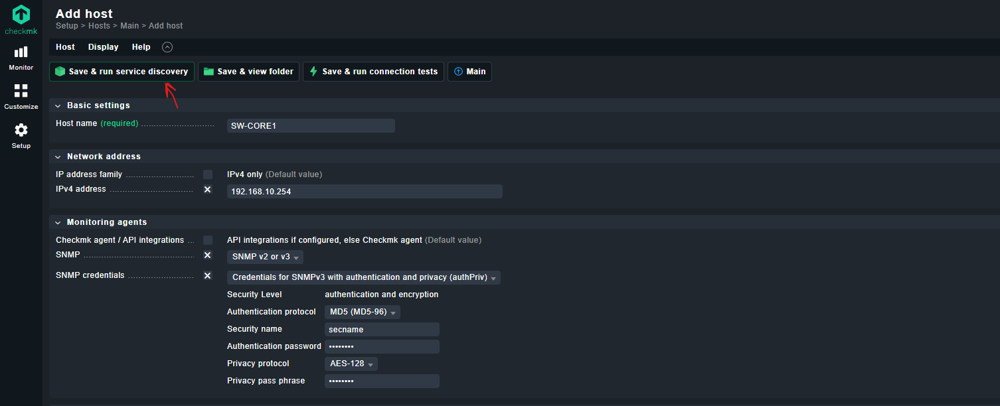 Add host
checkmk
Setup > Hosts > Main > Add host
Host Display Help
Monitor
Save & run service discovery Save & view folder Save & run connection tests Main
Customize
Basic settings
Host name (required)
SW-CORE1
Setup
Network address
IP address family IPv4 only (Default value)
IPv4 address 192.168.10.254
Monitoring agents
Checkmk agent / API integrations API integrations if configured, else Checkmk agent (Default value)
SNMP SNMP v2 or v3
SNMP credentials Credentials for SNMPv3 with authentication and privacy (authPriv)
Security Level authentication and encryption
Authentication protocol MD5 (MD5-96)
Security name secname
Authentication password ••••••••
Privacy protocol AES-128
Privacy pass phrase ••••••••